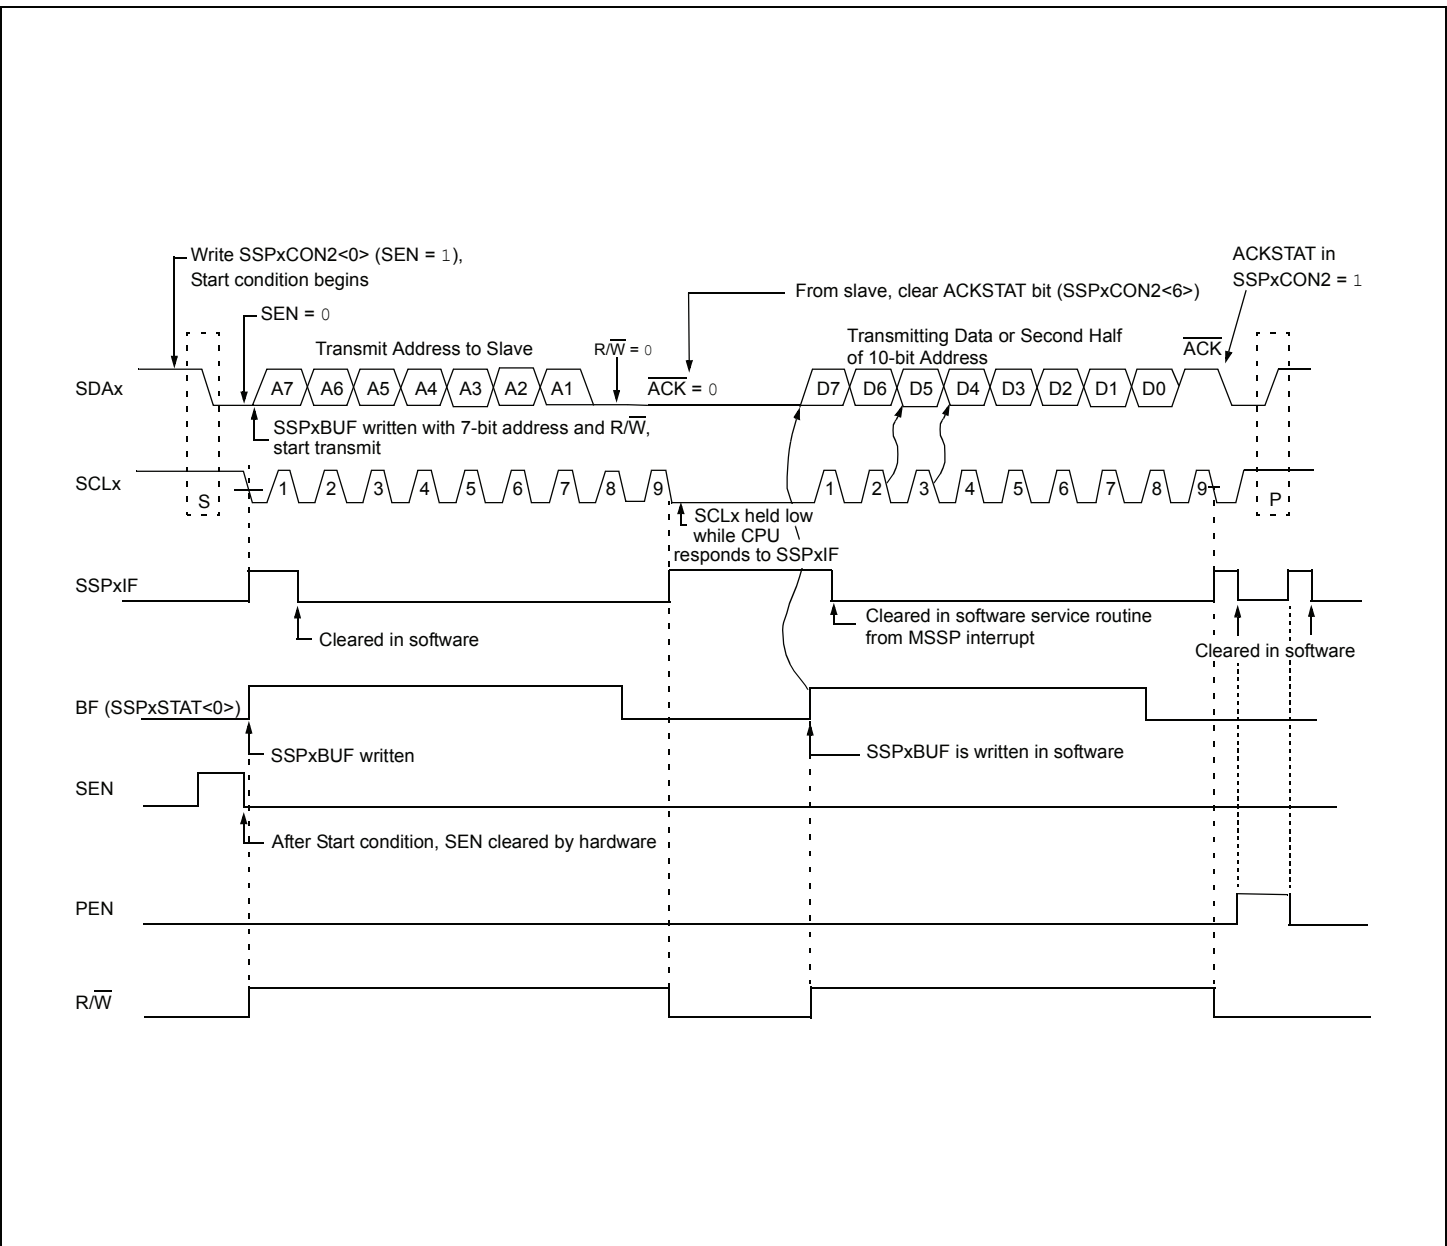 Write SSPxCON2<0> (SEN = 1),
Start condition begins
ACKSTAT in
SSPxCON2 = 1
From slave, clear ACKSTAT bit (SSPxCON2<6>)
SEN = 0
Transmit Address to Slave
R/W̅ = 0
Transmitting Data or Second Half
of 10-bit Address
A̅C̅K̅
SDAx
A7 A6 A5 A4 A3 A2 A1
A̅C̅K̅ = 0
D7 D6 D5 D4 D3 D2 D1 D0
SSPxBUF written with 7-bit address and R/W̅,
start transmit
SCLx
S
1 2 3 4 5 6 7 8 9
1 2 3 4 5 6 7 8 9
P
SCLx held low
while CPU
responds to SSPxIF
SSPxIF
Cleared in software
Cleared in software service routine
from MSSP interrupt
Cleared in software
BF (SSPxSTAT<0>)
SSPxBUF written
SSPxBUF is written in software
SEN
After Start condition, SEN cleared by hardware
PEN
R/W̅